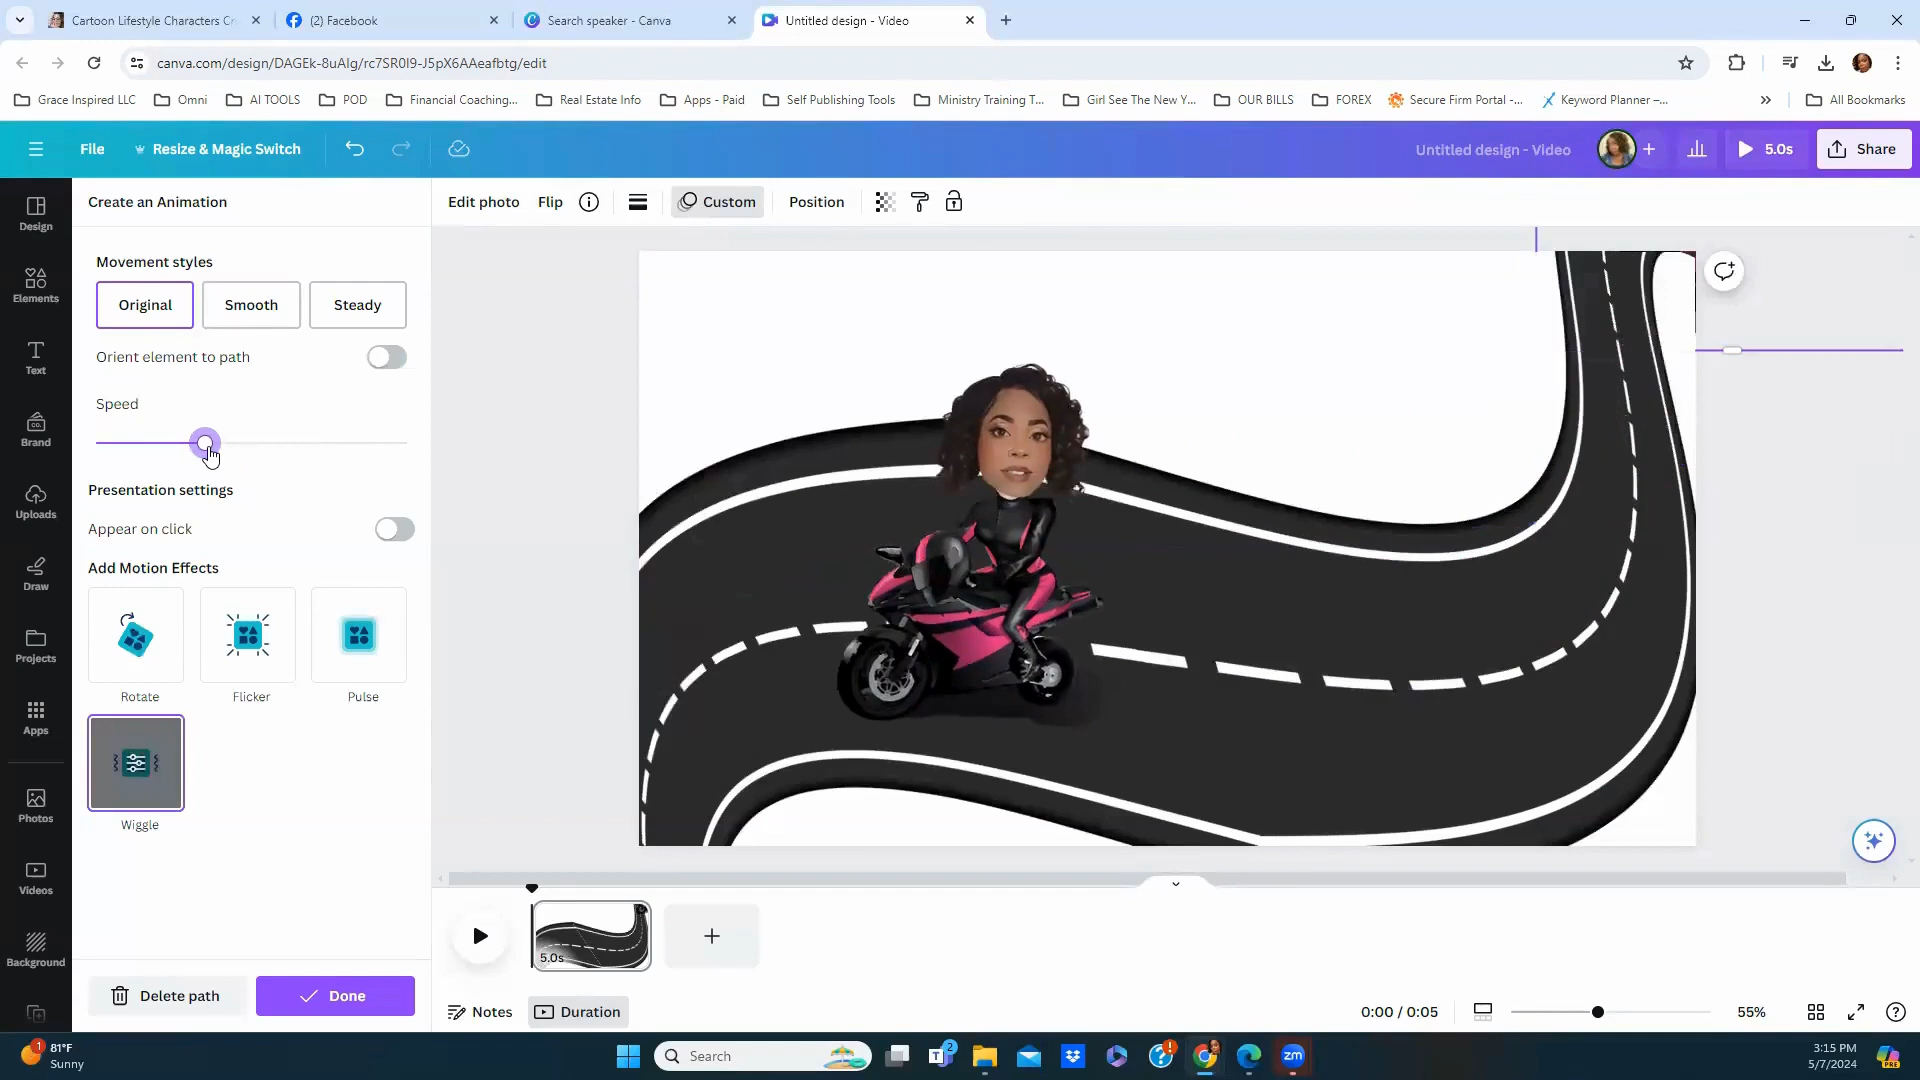 Cartoon Lifestyle Characters Cr
(2) Facebook
Search speaker - Canva
Untitled design - Video
canva.com/design/DAGEk-8uAIg/rc7SR0I9-J5pX6AAeafbtg/edit
Grace Inspired LLC
Omni
AI TOOLS
POD
Financial Coaching...
Real Estate Info
Apps - Paid
Self Publishing Tools
Ministry Training T...
Girl See The New Y...
OUR BILLS
FOREX
Secure Firm Portal -...
Keyword Planner –...
All Bookmarks
File
Resize & Magic Switch
Untitled design - Video
5.0s
Share
Design
Elements
Text
Brand
Uploads
Draw
Projects
Apps
Photos
Videos
Background
Create an Animation
Movement styles
Original
Smooth
Steady
Orient element to path
Speed
Presentation settings
Appear on click
Add Motion Effects
Rotate
Flicker
Pulse
Wiggle
Delete path
Done
Edit photo
Flip
Custom
Position
5.0s
Notes
Duration
0:00 / 0:05
55%
1
81°F
Sunny
Search
2
zm
3:15 PM
5/7/2024